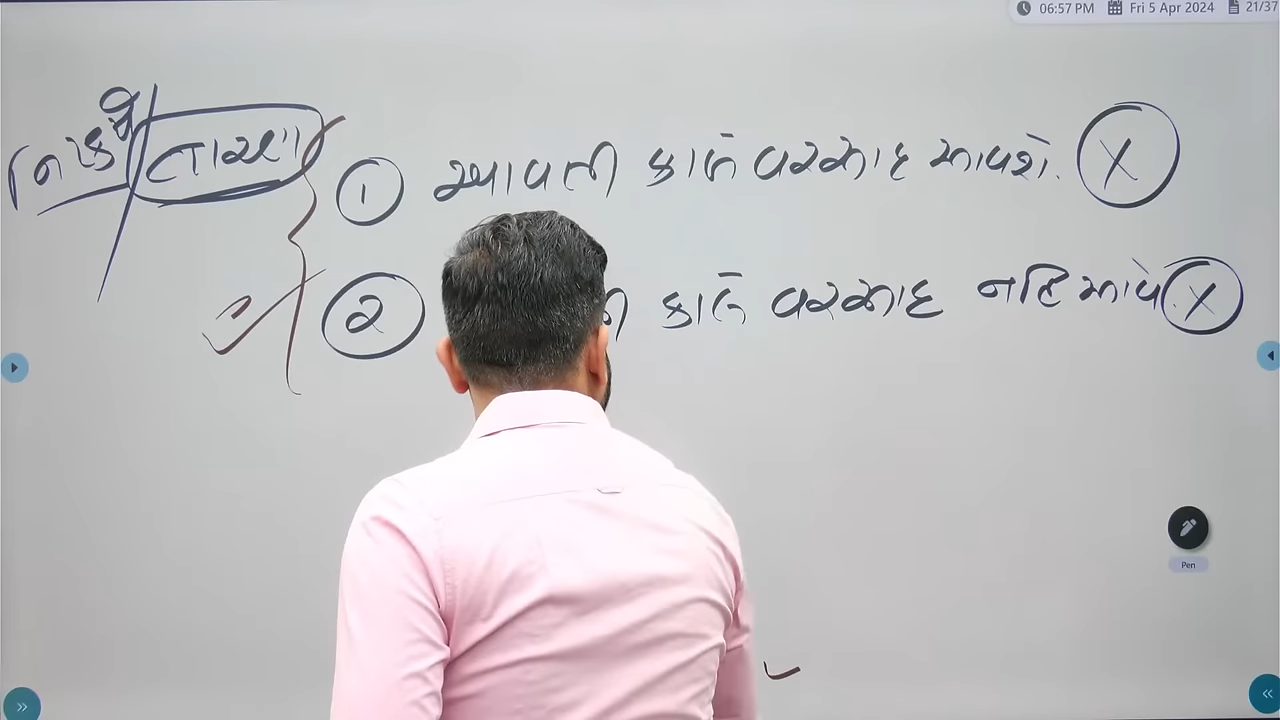 06:57 PM Fri 5 Apr 2024 21/37
નિષ્કર્ષ તારણ
① આવતી કાલે વરસાદ આવશે. X
② કાલે વરસાદ નહિ આવે X
Pen